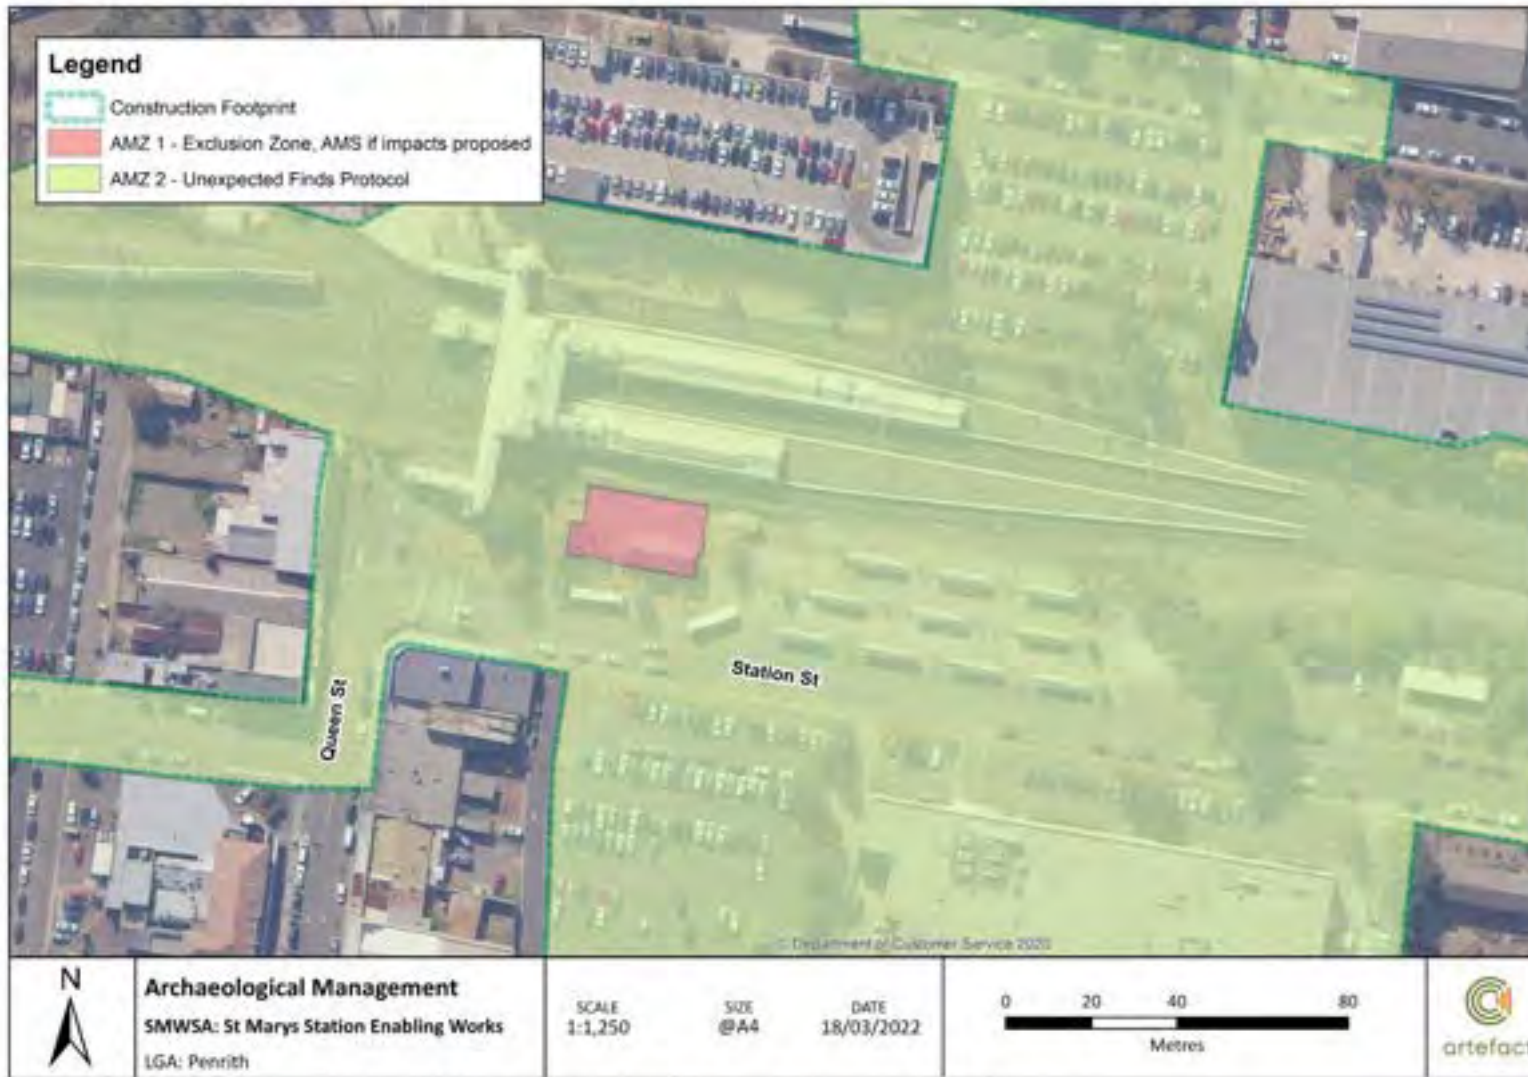 Legend
Construction Footprint
AMZ 1 - Exclusion Zone, AMS if impacts proposed
AMZ 2 - Unexpected Finds Protocol
Station St
Queen St
© Department of Customer Service 2020
N
Archaeological Management
SMWSA: St Marys Station Enabling Works
LGA: Penrith
SCALE
1:1,250
SIZE
@A4
DATE
18/03/2022
0 20 40 80
Metres
artefact